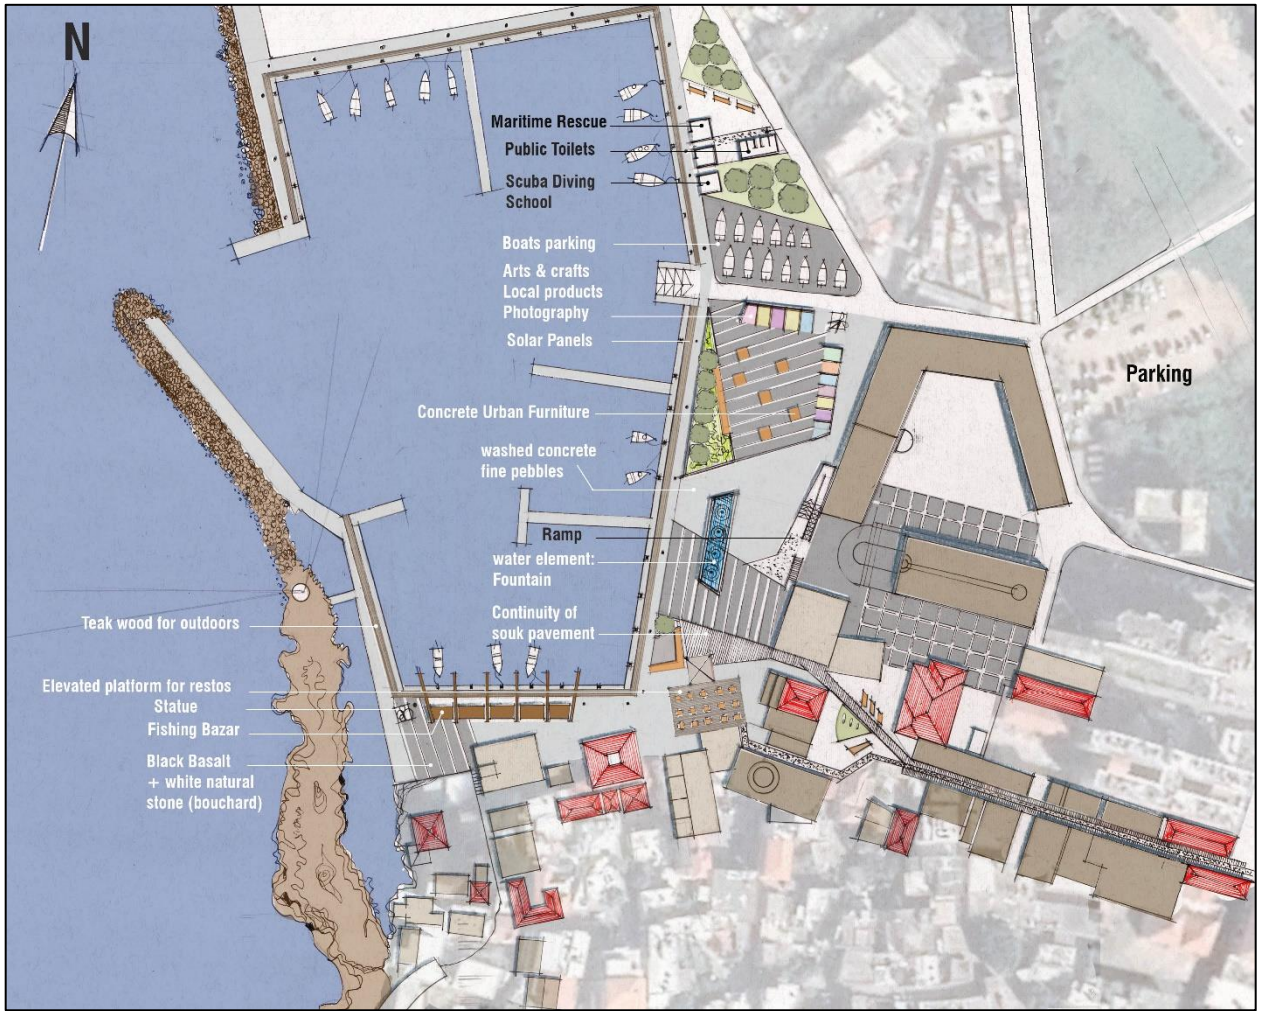 N
Maritime Rescue
Public Toilets
Scuba Diving
School
Boats parking
Arts & crafts
Local products
Photography
Solar Panels
Parking
Concrete Urban Furniture
washed concrete
fine pebbles
Ramp
water element:
Fountain
Continuity of
souk pavement
Teak wood for outdoors
Elevated platform for restos
Statue
Fishing Bazar
Black Basalt
+ white natural
stone (bouchard)